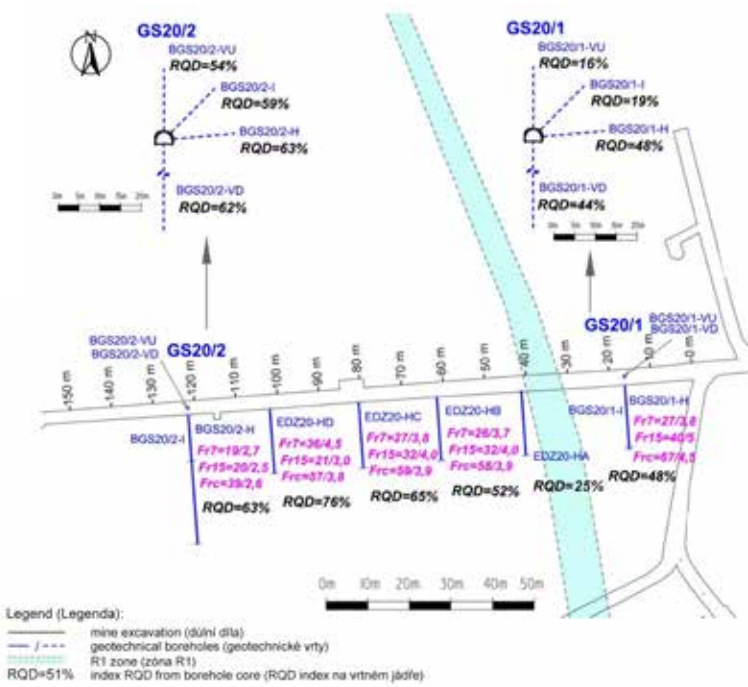 GS20/2
BGS20/2-VU
RQD=54%
BGS20/2-I
RQD=59%
BGS20/2-H
RQD=63%
BGS20/2-VD
RQD=62%
0m 5m 10m 15m 20m
GS20/1
BGS20/1-VU
RQD=16%
BGS20/1-I
RQD=19%
BGS20/1-H
RQD=48%
BGS20/1-VD
RQD=44%
0m 5m 10m 15m 20m
BGS20/2-VU
BGS20/2-VD
GS20/2
GS20/1
BGS20/1-VU
BGS20/1-VD
-150 m
-140 m
-130 m
-120 m
-110 m
-100 m
-90 m
-80 m
-70 m
-60 m
-50 m
-40 m
-30 m
-20 m
-10 m
-0 m
BGS20/2-I
BGS20/2-H
Fr7=19/2,7
Fr15=20/2,5
Frc=39/2,6
RQD=63%
EDZ20-HD
Fr7=36/4,5
Fr15=21/3,0
Frc=57/3,8
RQD=76%
EDZ20-HC
Fr7=27/3,8
Fr15=32/4,0
Frc=59/3,9
RQD=65%
EDZ20-HB
Fr7=26/3,7
Fr15=32/4,0
Frc=58/3,9
RQD=52%
EDZ20-HA
RQD=25%
BGS20/1-I
BGS20/1-H
Fr7=27/3,8
Fr15=40/5
Frc=67/4,5
RQD=48%
0m 10m 20m 30m 40m 50m
Legend (Legenda):
mine excavation (důlní díla)
/ geotechnical boreholes (geotechnické vrty)
R1 zone (zóna R1)
RQD=51% index RQD from borehole core (RQD index na vrtném jádře)